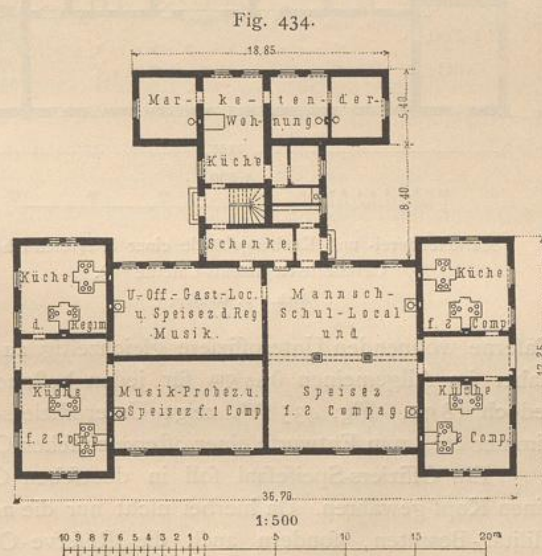 Fig. 434.
18,85
Mar- ke- ten- der-
Woh- nung
5,40
Küche
8,40
Schenke
Küche
d. Regim
U.-Off.-Gast-Loc.
u. Speisez. d. Reg
Musik.
Mannsch-
Schul-Local
und
Küche
f. 2 Comp
Küche
f. 2 Comp
Musik-Probez. u.
Speisez f. 1 Comp
Speisez
f. 2 Compag
Küche
Comp
36,70
1:500
10 9 8 7 6 5 4 3 2 1 0 5 10 15 20m